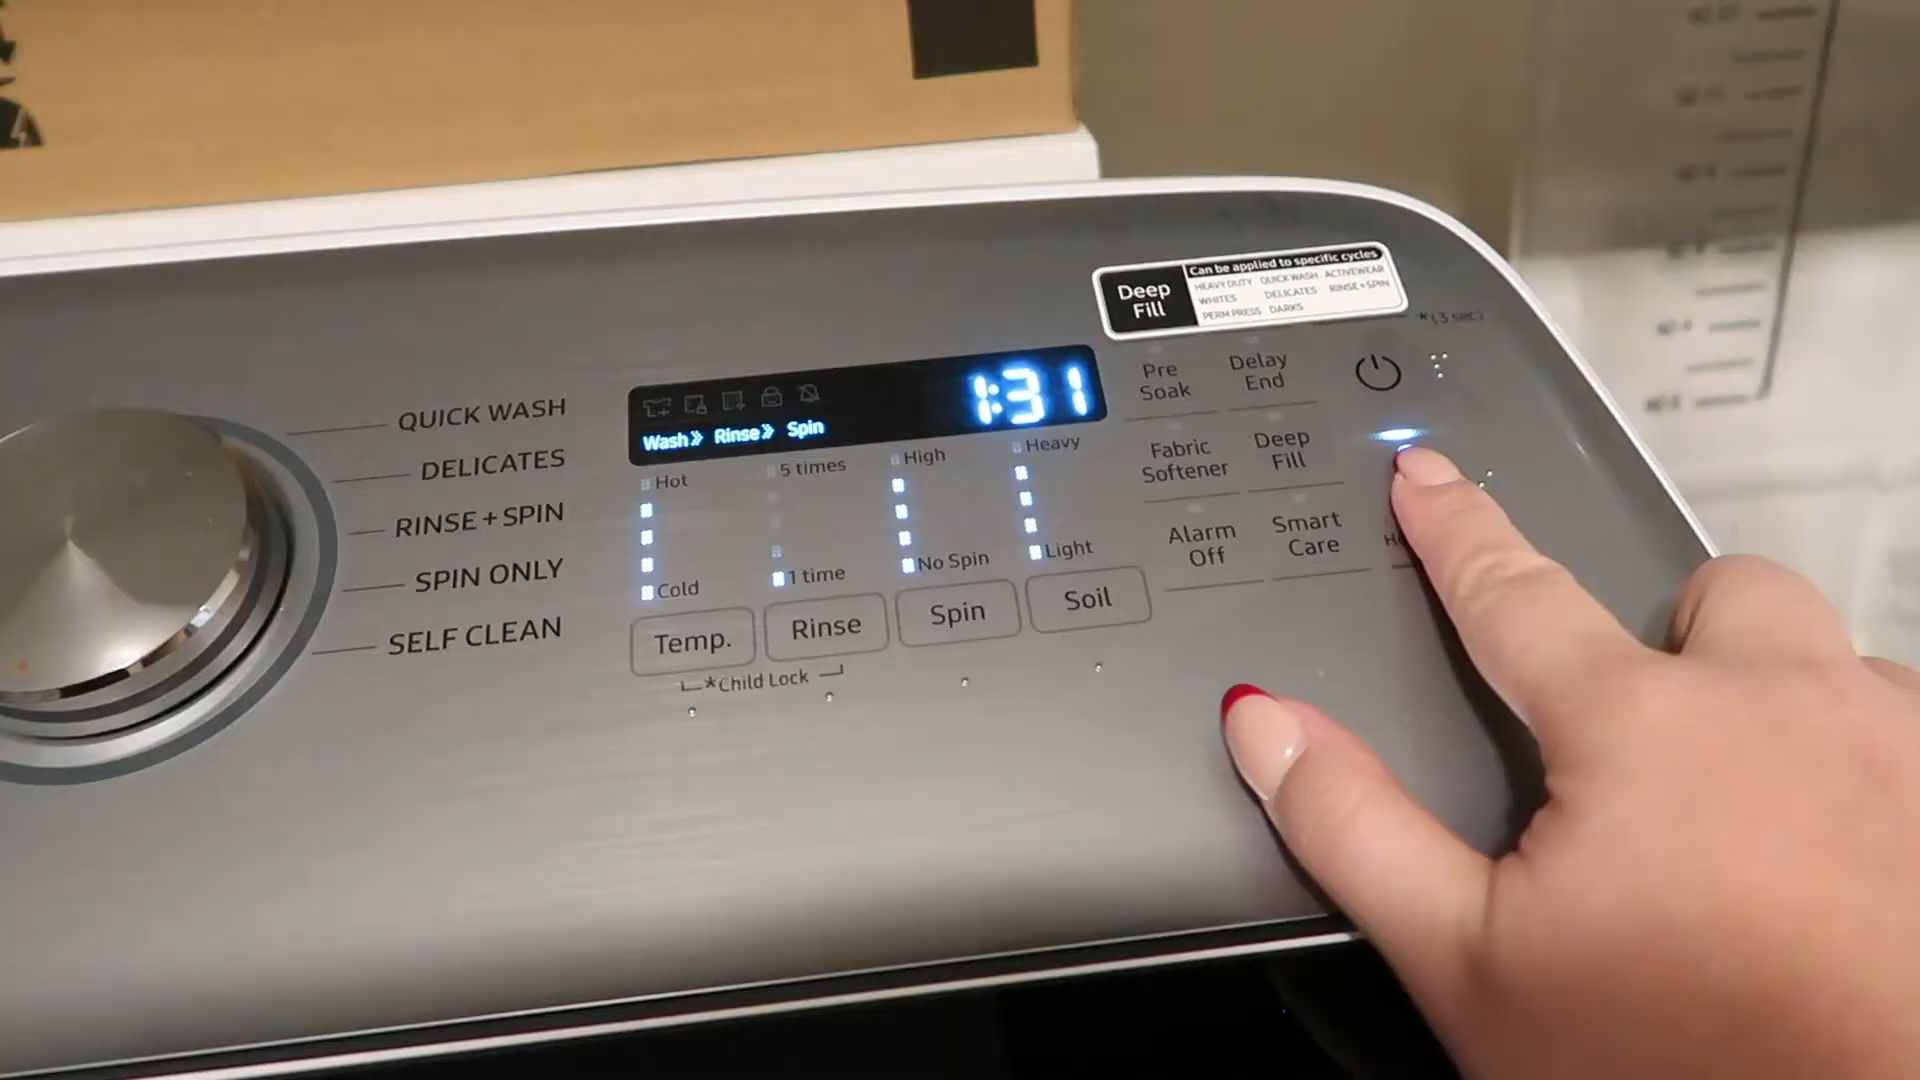 Deep
Fill
Can be applied to specific cycles
HEAVY DUTY QUICK WASH ACTIVEWEAR
WHITES DELICATES RINSE+SPIN
PERM PRESS DARKS
*(3 sec)
QUICK WASH
DELICATES
RINSE+SPIN
SPIN ONLY
SELF CLEAN
1:31
Wash» Rinse» Spin
Hot
5 times
High
Heavy
Cold
1 time
No Spin
Light
Temp.
Rinse
Spin
Soil
*Child Lock
Pre
Soak
Delay
End
Fabric
Softener
Deep
Fill
Alarm
Off
Smart
Care